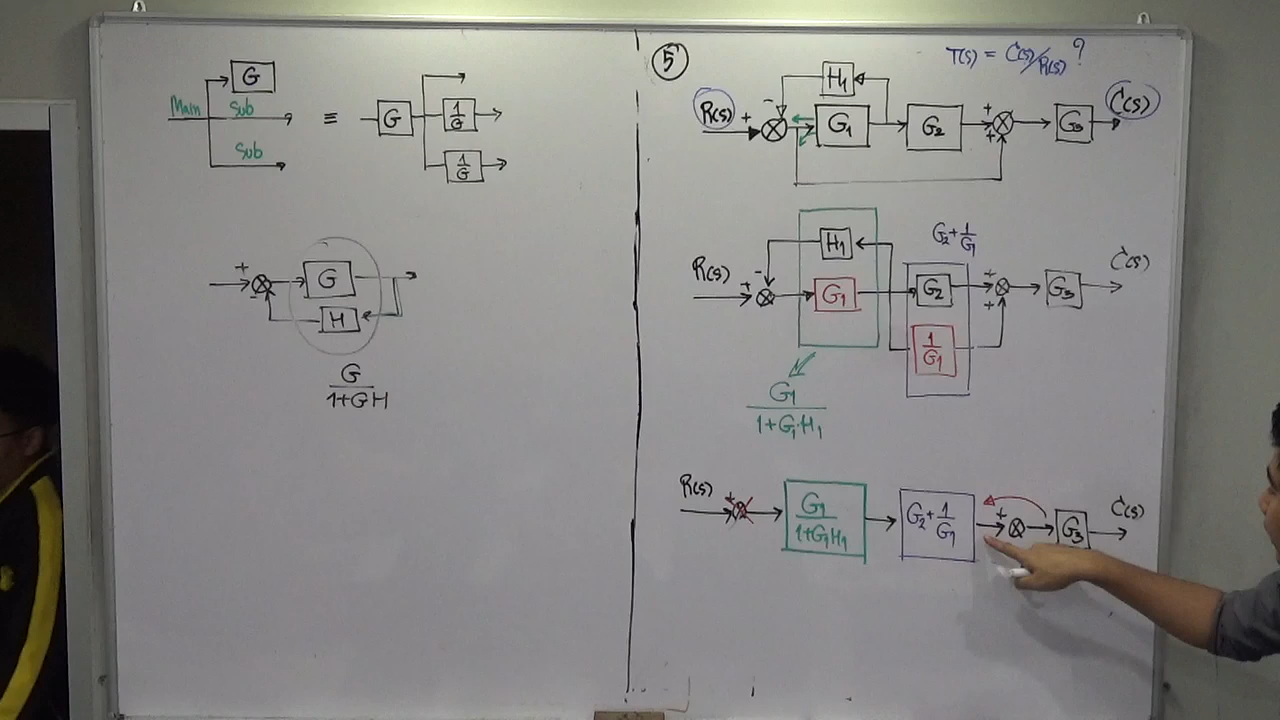 G
Main
Sub
Sub
≡
G
1/G
1/G
+
-
G
H
G/1+GH
5
T(s) = C(s)/R(s) ?
H1
-
R(s) +
G1
G2
+
+
G3
C(s)
H1
G2+1/G1
-
R(s) +
G1
G2
+
+
G3
C(s)
1/G1
G1/1+G1H1
R(s) +
G1/1+G1H1
G2+1/G1
+
G3
C(s)